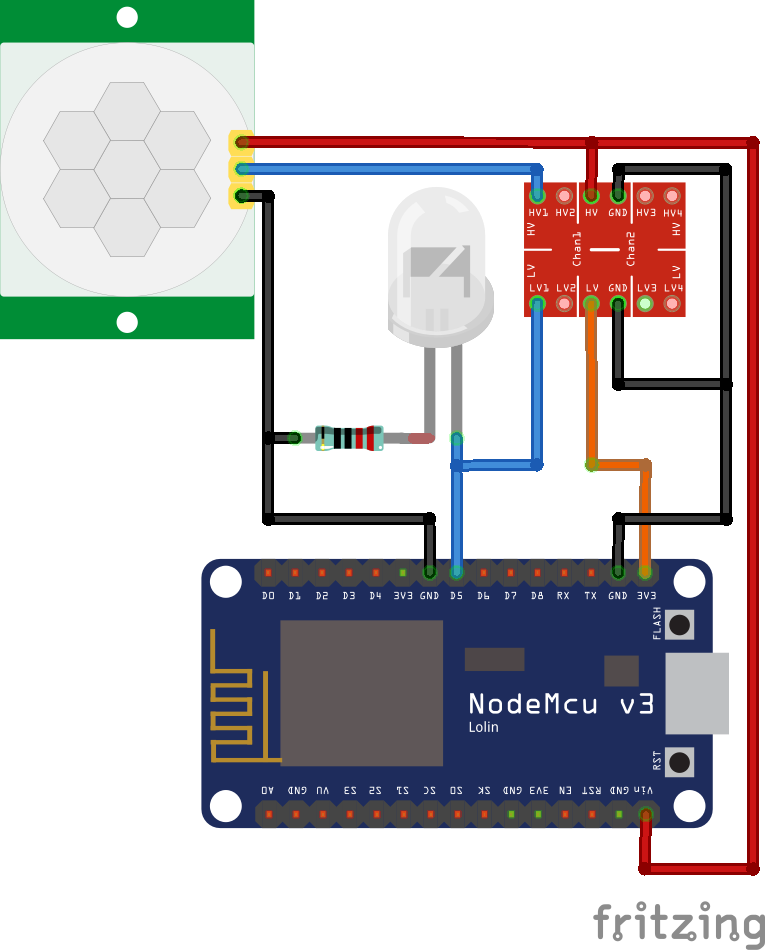 HV1 HV2 HV GND HV3 HV4
HV Chan1 Chan2 HV
LV LV
LV1 LV2 LV GND LV3 LV4
D0 D1 D2 D3 D4 3V3 GND D5 D6 D7 D8 RX TX GND 3V3
FLASH
NodeMcu v3
Lolin
RST
A0 GND VU S3 S2 S1 SC S0 SK GND 3V3 EN RST GND Vin
fritzing